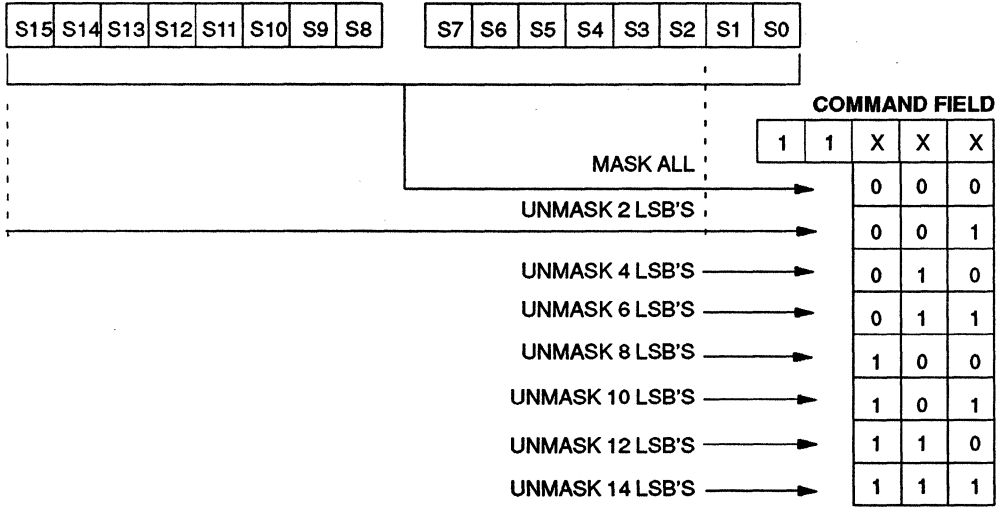 S15 S14 S13 S12 S11 S10 S9 S8 S7 S6 S5 S4 S3 S2 S1 S0
COMMAND FIELD
1 1 X X X
MASK ALL 0 0 0
UNMASK 2 LSB'S 0 0 1
UNMASK 4 LSB'S 0 1 0
UNMASK 6 LSB'S 0 1 1
UNMASK 8 LSB'S 1 0 0
UNMASK 10 LSB'S 1 0 1
UNMASK 12 LSB'S 1 1 0
UNMASK 14 LSB'S 1 1 1